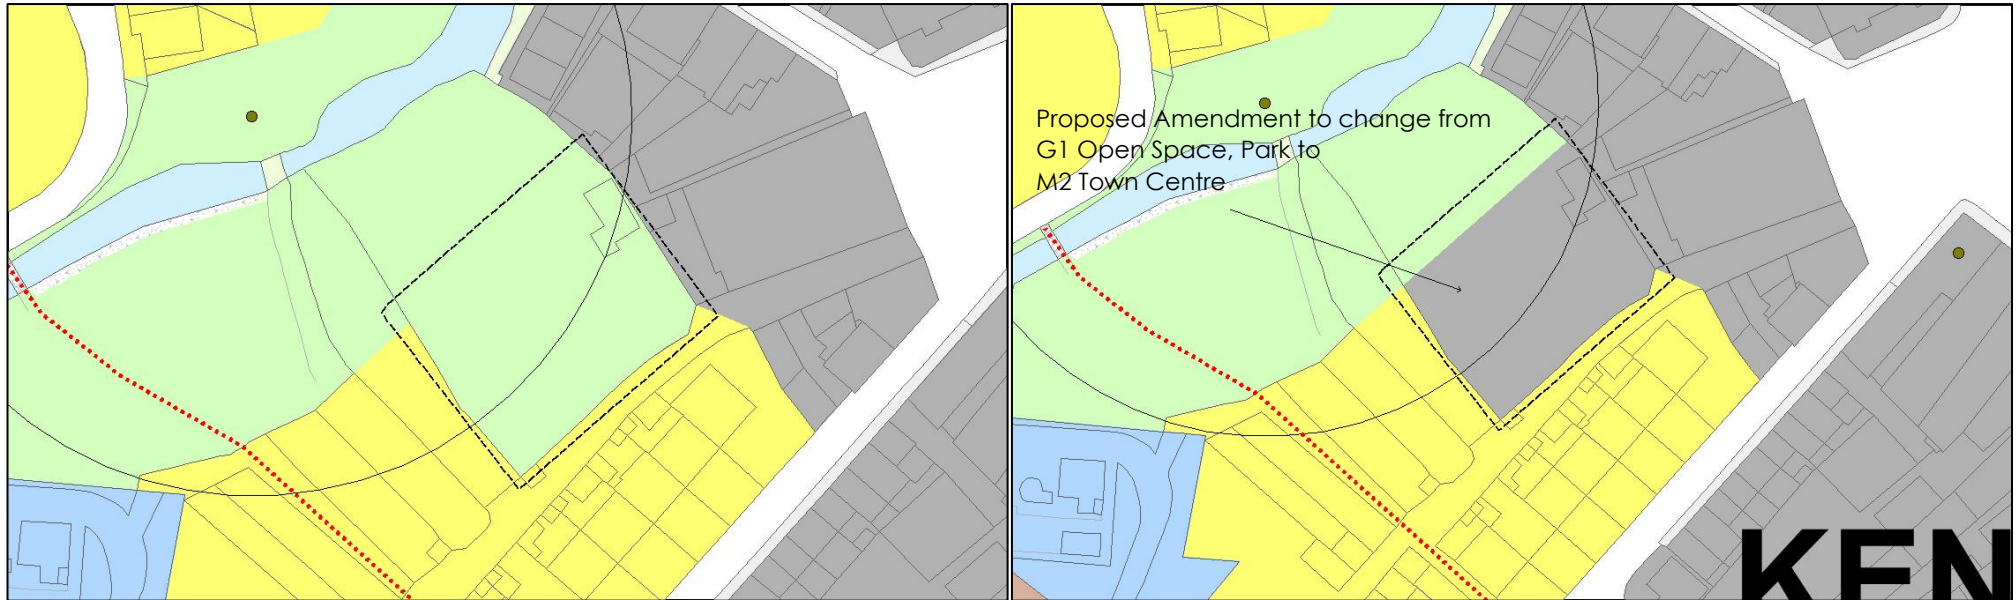 Proposed Amendment to change from
G1 Open Space, Park to
M2 Town Centre
KEN